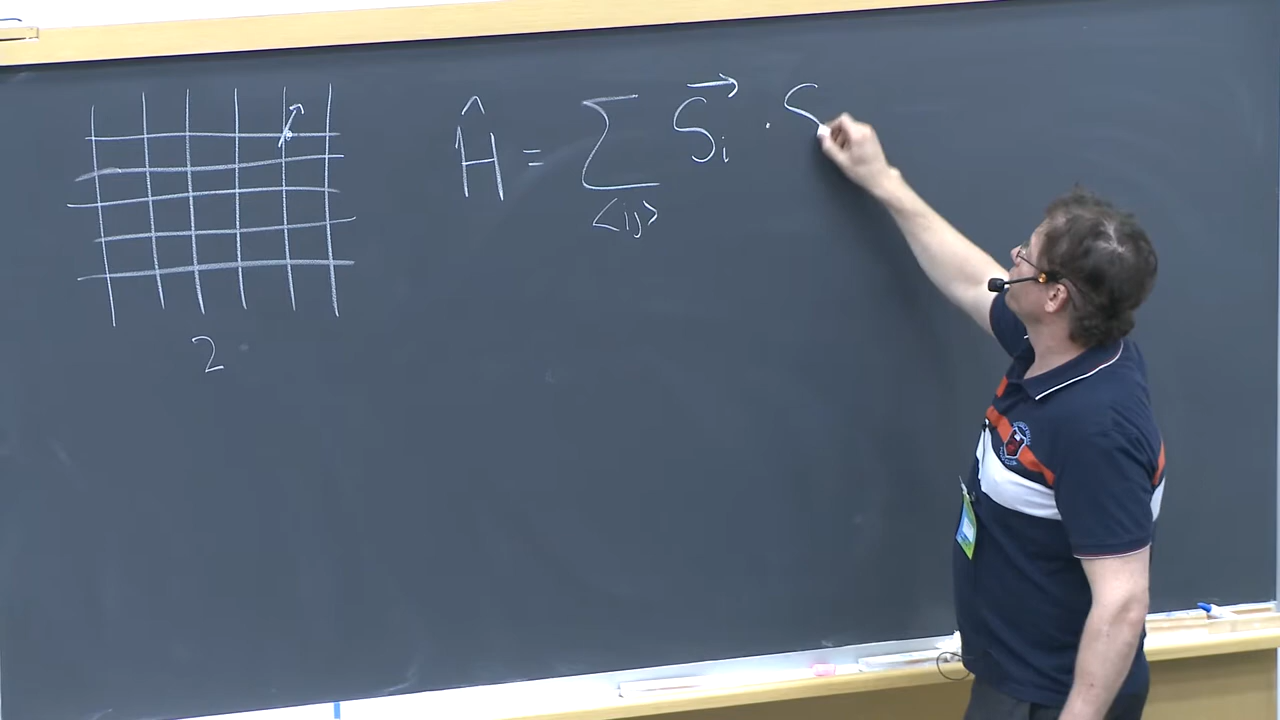 Ĥ = ∑ S⃗ᵢ · S
<ij>
2